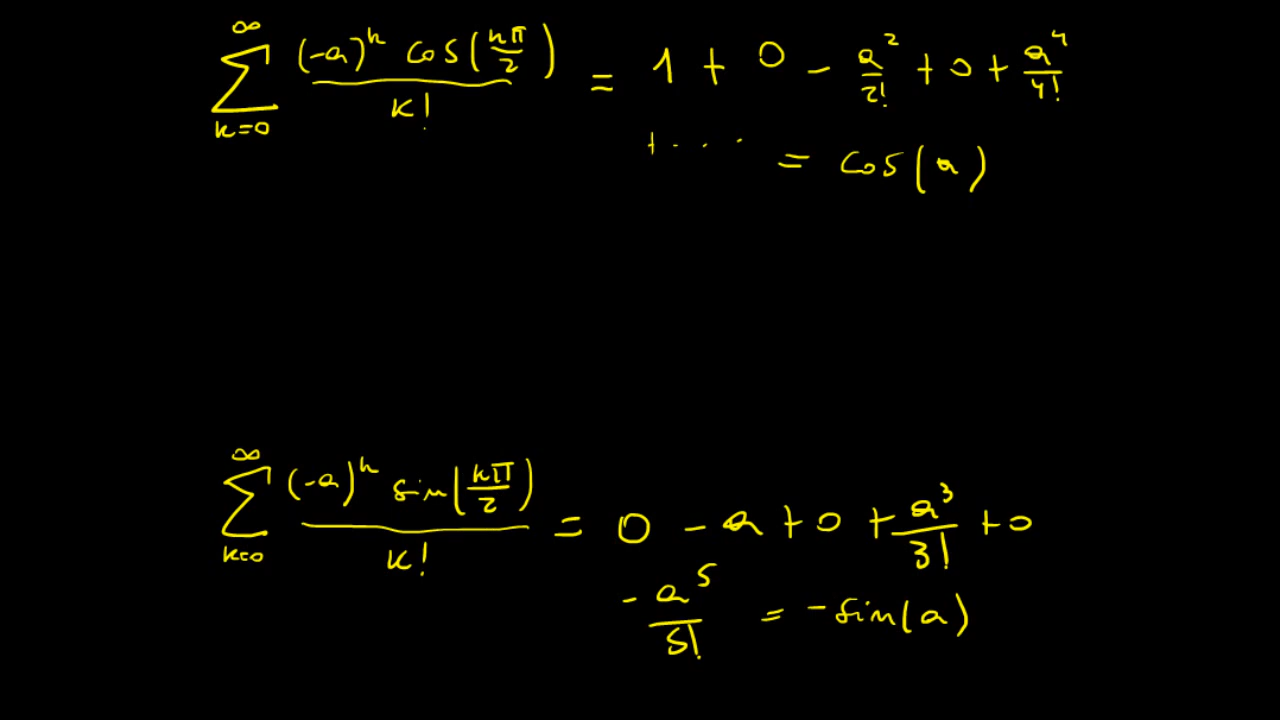 ∞∑k=0 (-a)^k cos(kπ/2) / k! = 1 + 0 - a²/2! + 0 + a⁴/4!
+ .... = cos(a)
∞∑k=0 (-a)^k sin(kπ/2) / k! = 0 - a + 0 + a³/3! + 0
- a⁵/5! = -sin(a)